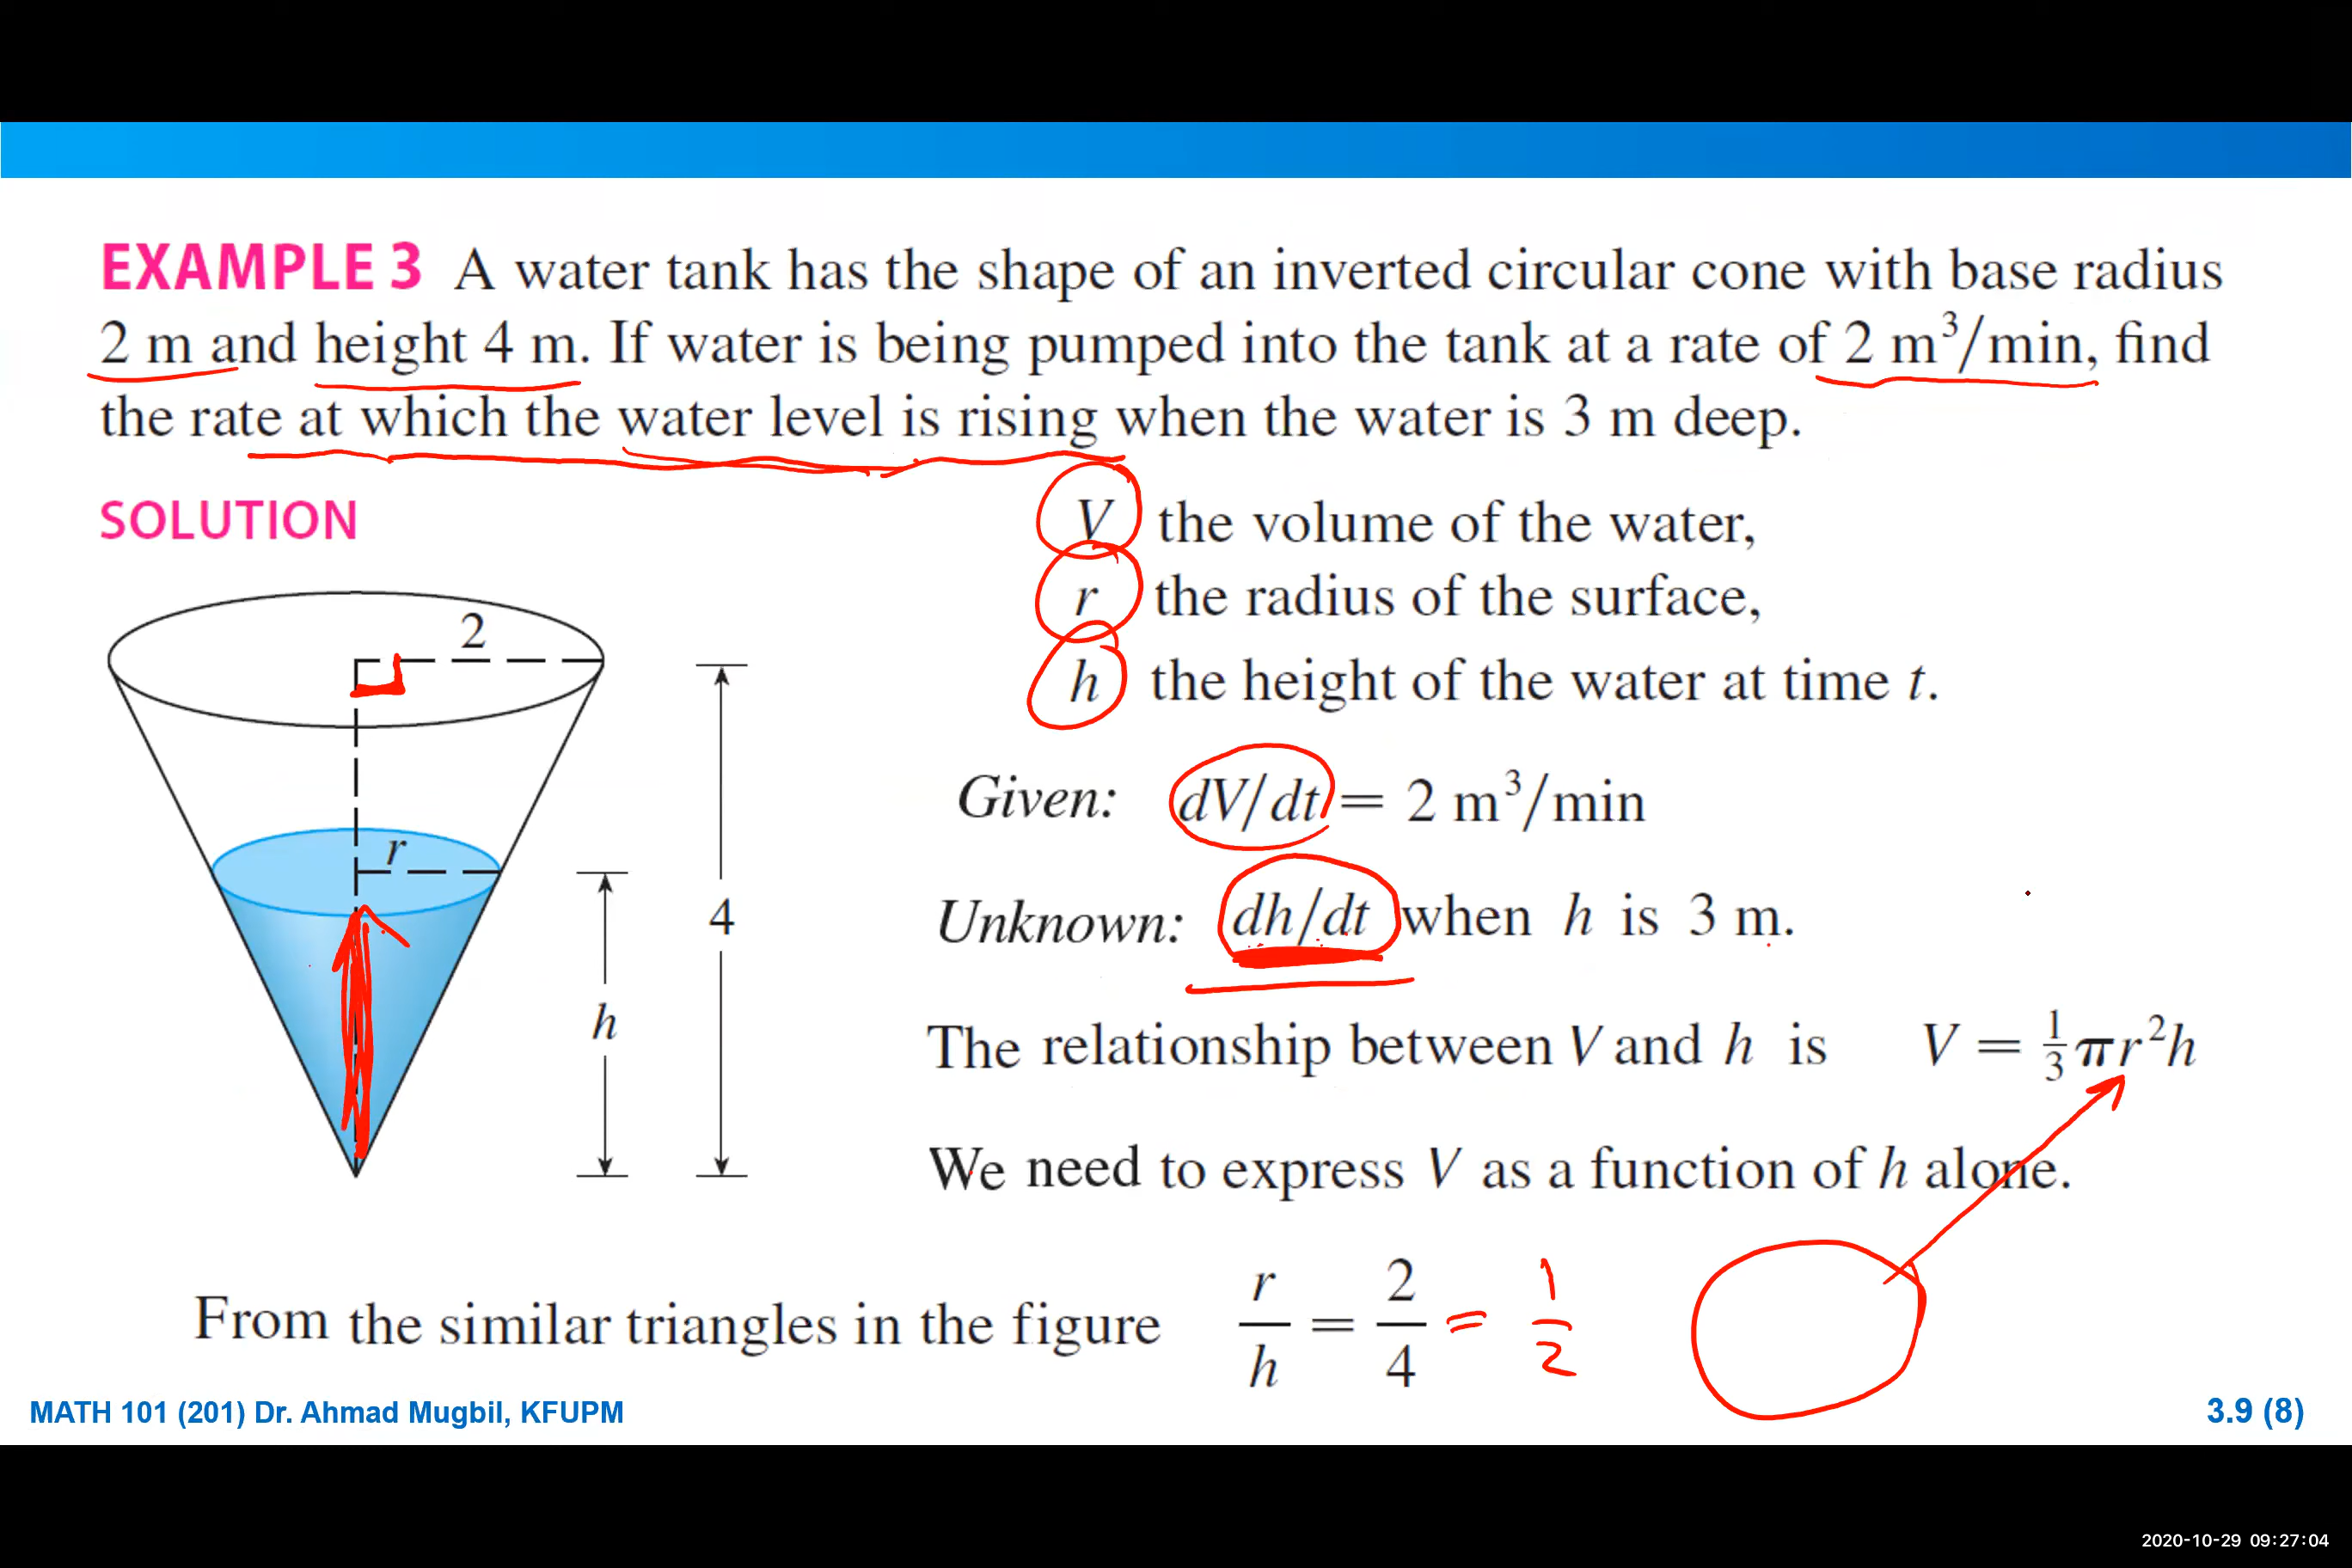 EXAMPLE 3 A water tank has the shape of an inverted circular cone with base radius
2 m and height 4 m. If water is being pumped into the tank at a rate of 2 m³/min, find
the rate at which the water level is rising when the water is 3 m deep.
SOLUTION
V the volume of the water,
r the radius of the surface,
h the height of the water at time t.
2
r
4
h
Given: dV/dt = 2 m³/min
Unknown: dh/dt when h is 3 m.
The relationship between V and h is V = 1/3 πr²h
We need to express V as a function of h alone.
From the similar triangles in the figure r/h = 2/4 = 1/2
MATH 101 (201) Dr. Ahmad Mugbil, KFUPM
3.9 (8)
2020-10-29 09:27:04